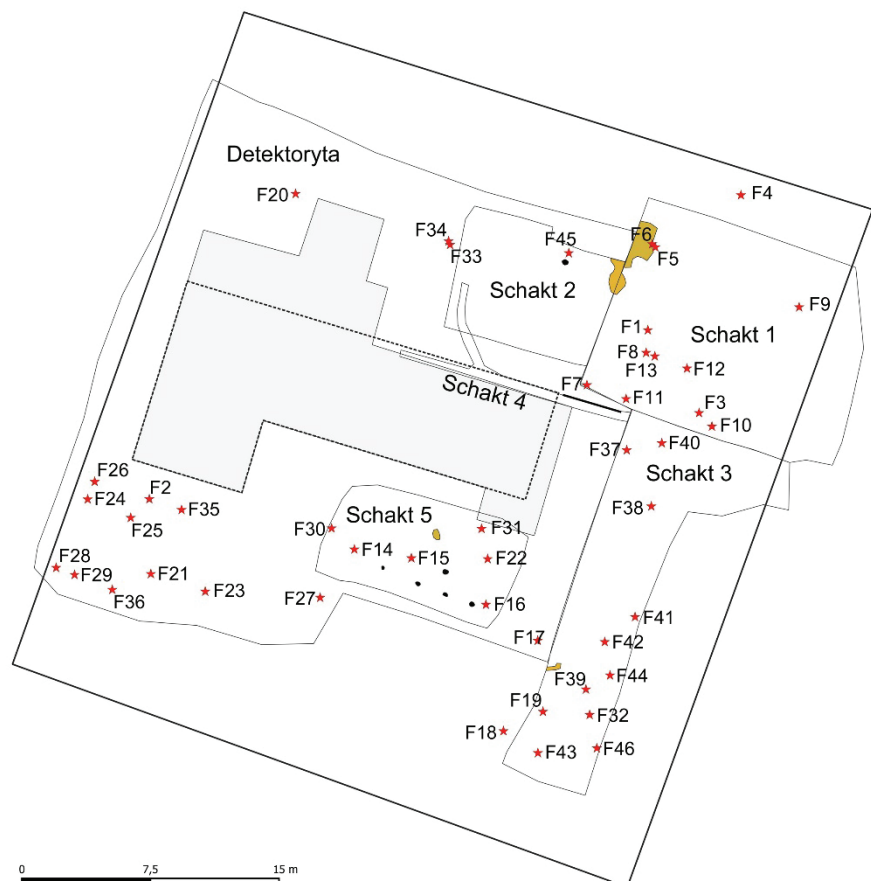 Detektoryta
F20
F4
F34
F33
F45
F6
F5
Schakt 2
F9
F1
Schakt 1
F8
F13
F12
F7
Schakt 4
F11
F3
F10
F40
F37
Schakt 3
F26
F24
F2
F35
F25
F38
Schakt 5
F30
F31
F14
F15
F22
F28
F29
F21
F36
F23
F27
F16
F41
F17
F42
F44
F39
F19
F32
F18
F43
F46
0 7,5 15 m